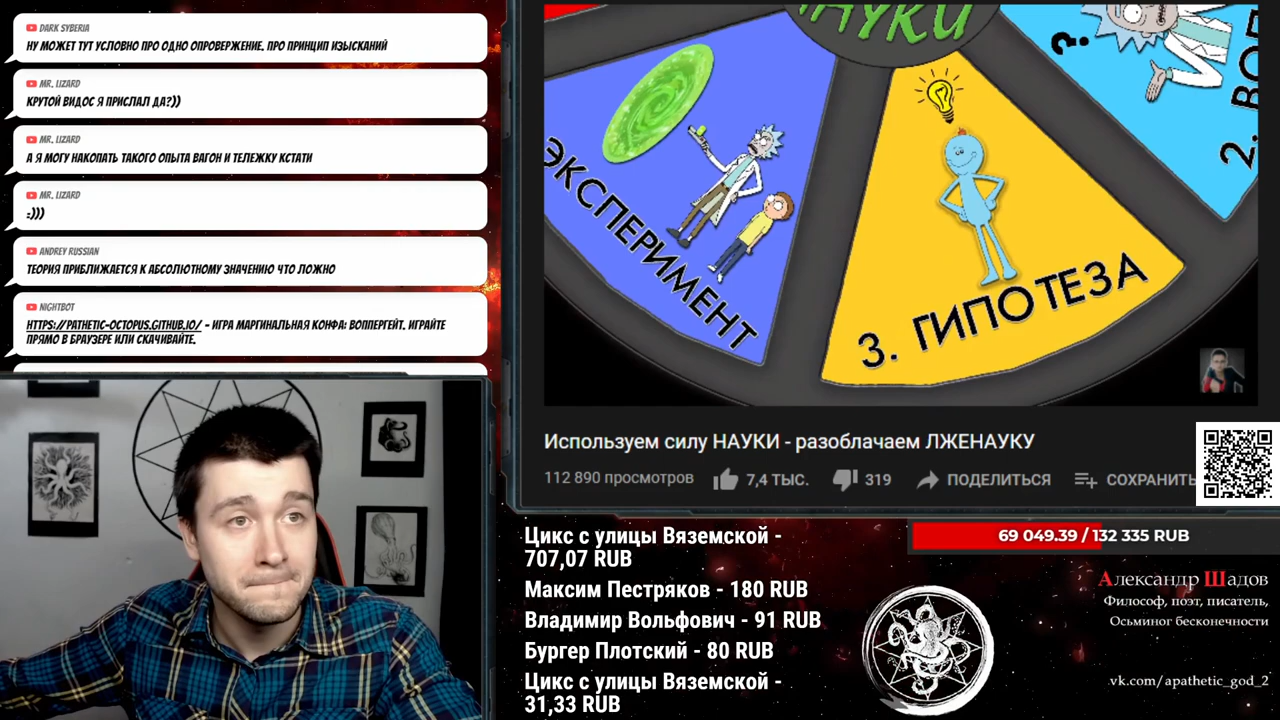 DARK SYBERIA
НУ МОЖЕТ ТУТ УСЛОВНО ПРО ОДНО ОПРОВЕРЖЕНИЕ. ПРО ПРИНЦИП ИЗЫСКАНИЙ
MR. LIZARD
КРУТОЙ ВИДОС Я ПРИСЛАЛ ДА?))
MR. LIZARD
А Я МОГУ НАКОПАТЬ ТАКОГО ОПЫТА ВАГОН И ТЕЛЕЖКУ КСТАТИ
MR. LIZARD
:)))
ANDREY RUSSIAN
ТЕОРИЯ ПРИБЛИЖАЕТСЯ К АБСОЛЮТНОМУ ЗНАЧЕНИЮ ЧТО ЛОЖНО
NIGHTBOT
HTTPS://PATHETIC-OCTOPUS.GITHUB.IO/ - ИГРА МАРГИНАЛЬНАЯ КОНФА: ВОППЕРГЕЙТ. ИГРАЙТЕ
ПРЯМО В БРАУЗЕРЕ ИЛИ СКАЧИВАЙТЕ.
НАУКИ
ЭКСПЕРИМЕНТ
3. ГИПОТЕЗА
?
2. ВОП
Используем силу НАУКИ - разоблачаем ЛЖЕНАУКУ
112 890 просмотров
7,4 ТЫС.
319
ПОДЕЛИТЬСЯ
СОХРАНИТЬ
Цикс с улицы Вяземской -
707,07 RUB
Максим Пестряков - 180 RUB
Владимир Вольфович - 91 RUB
Бургер Плотский - 80 RUB
Цикс с улицы Вяземской -
31,33 RUB
69 049.39 / 132 335 RUB
Александр Шадов
Философ, поэт, писатель,
Осьминог бесконечности
vk.com/apathetic_god_2